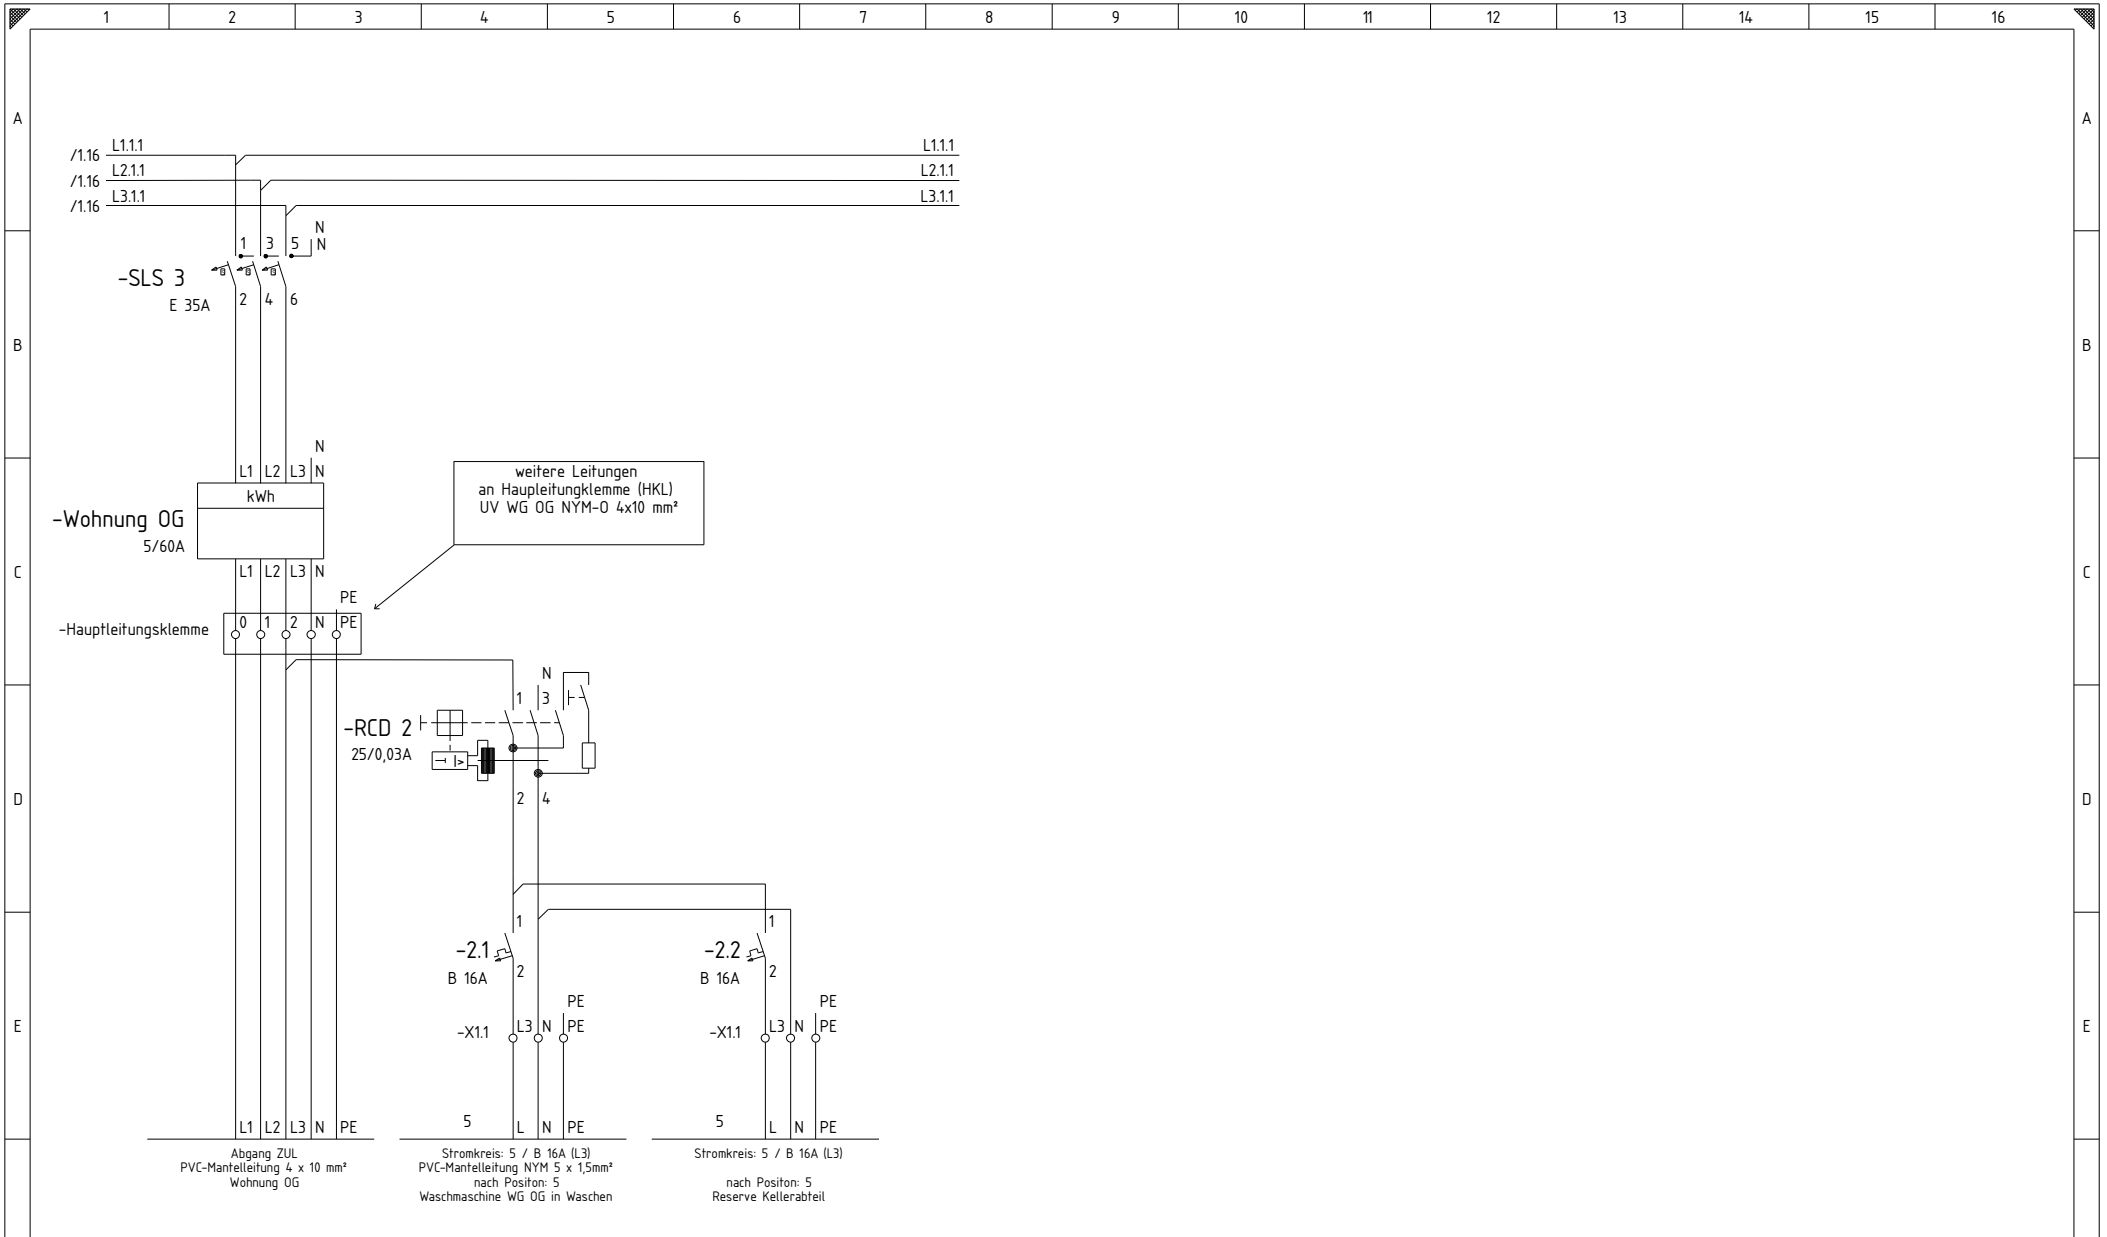 1 2 3 4 5 6 7 8 9 10 11 12 13 14 15 16
A A
L1.1.1 L1.1.1
/1.16
L2.1.1 L2.1.1
/1.16
L3.1.1 L3.1.1
/1.16
N
1 3 5 N
-SLS 3
E 35A
2 4 6
B B
N
L1 L2 L3 N
kWh
-Wohnung OG
5/60A
L1 L2 L3 N
weitere Leitungen
an Haupleitungklemme (HKL)
UV WG OG NYM-O 4x10 mm²
C C
PE
-Hauptleitungsklemme
0 1 2 N PE
N
1 3
-RCD 2
25/0,03A
2 4
D D
1 1
-2.1 -2.2
B 16A B 16A
2 2
PE PE
-X1.1 L3 N PE -X1.1 L3 N PE
E E
5 5
L1 L2 L3 N PE L N PE L N PE
Abgang ZUL
PVC-Mantelleitung 4 x 10 mm²
Wohnung OG
Stromkreis: 5 / B 16A (L3)
PVC-Mantelleitung NYM 5 x 1,5mm²
nach Positon: 5
Waschmaschine WG OG in Waschen
Stromkreis: 5 / B 16A (L3)
nach Positon: 5
Reserve Kellerabteil